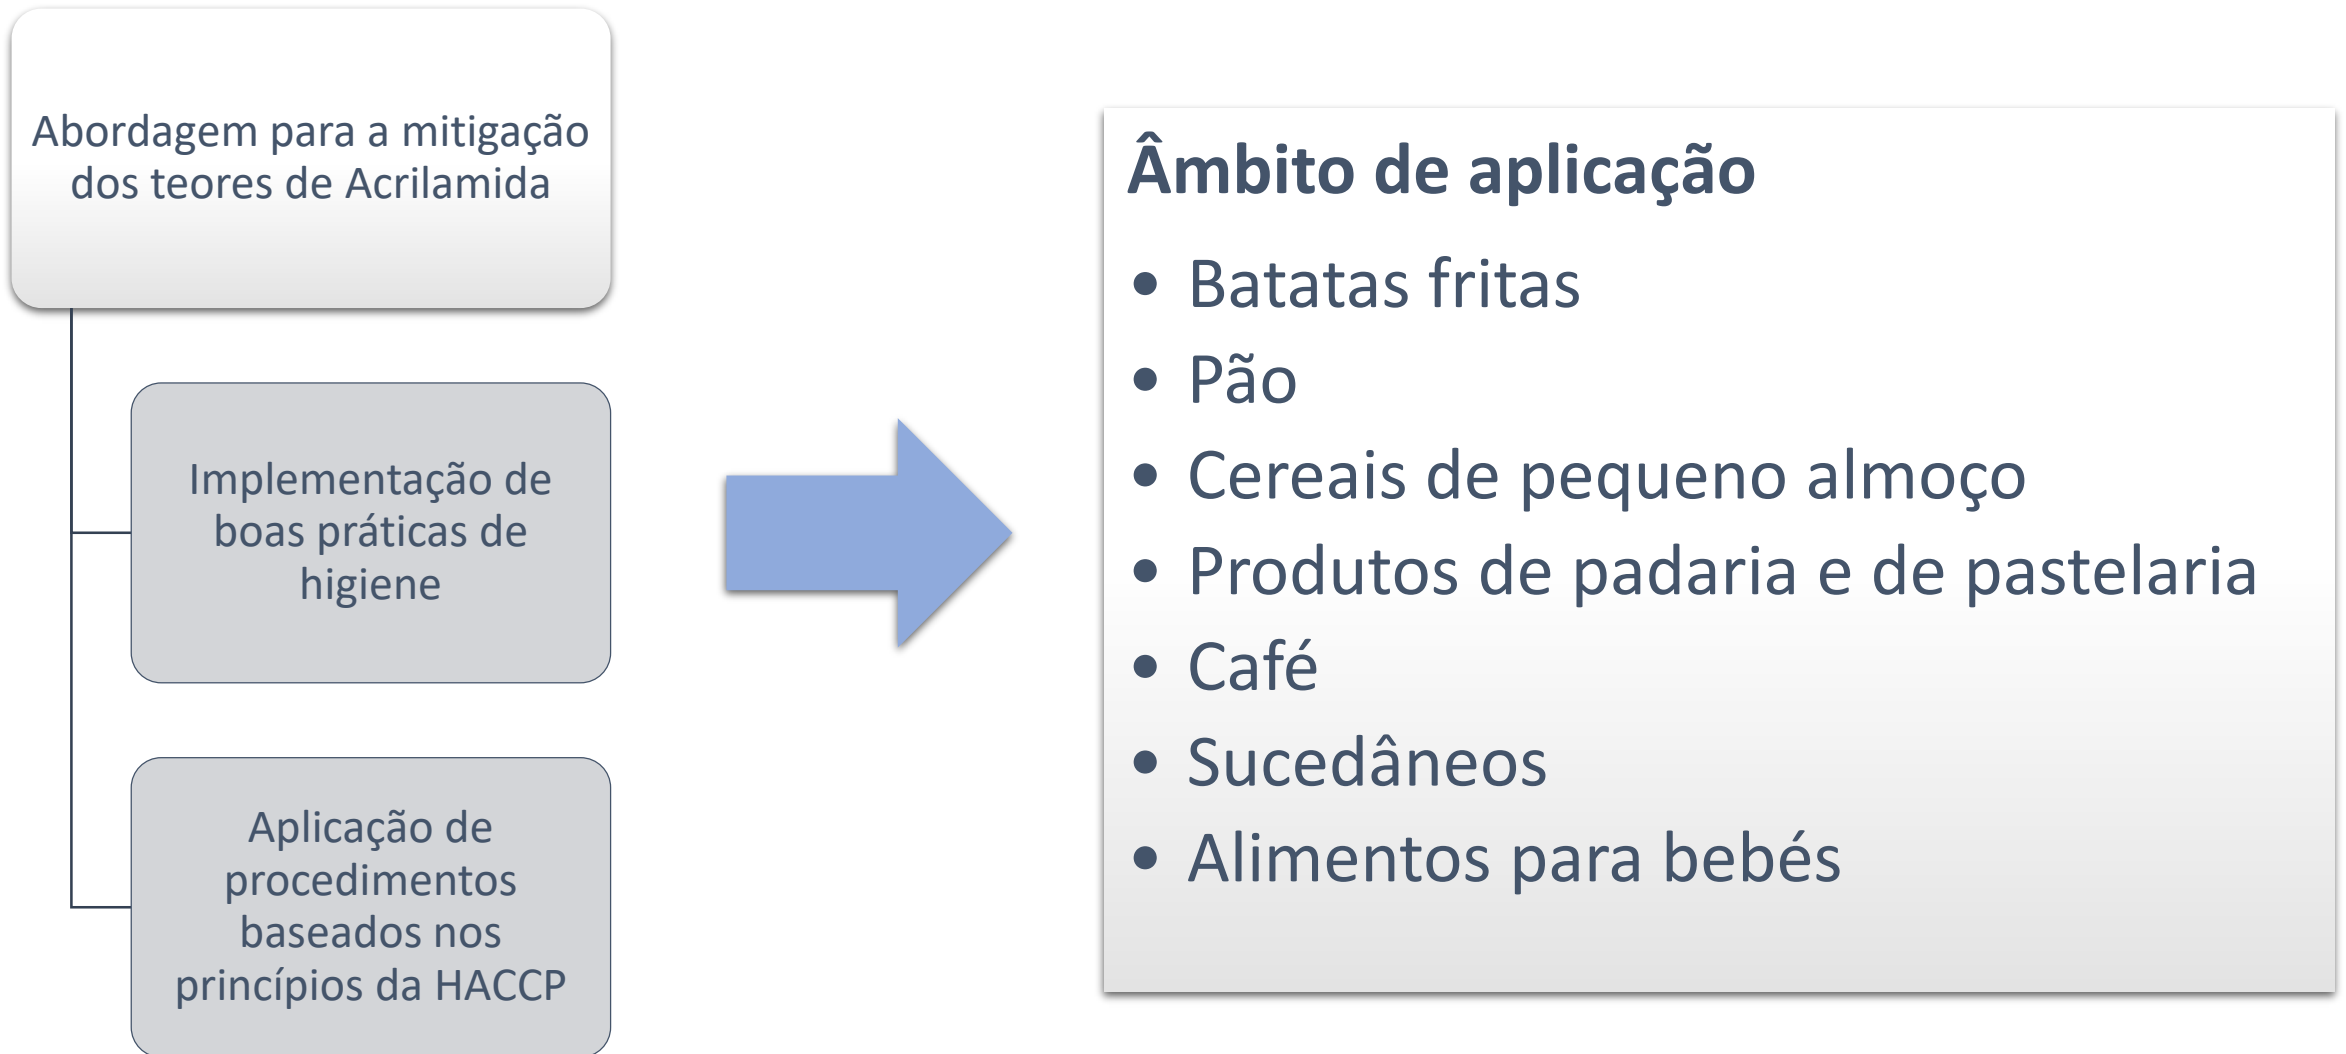 Abordagem para a mitigação
dos teores de Acrilamida
Implementação de
boas práticas de
higiene
Aplicação de
procedimentos
baseados nos
princípios da HACCP
Âmbito de aplicação
• Batatas fritas
• Pão
• Cereais de pequeno almoço
• Produtos de padaria e de pastelaria
• Café
• Sucedâneos
• Alimentos para bebés